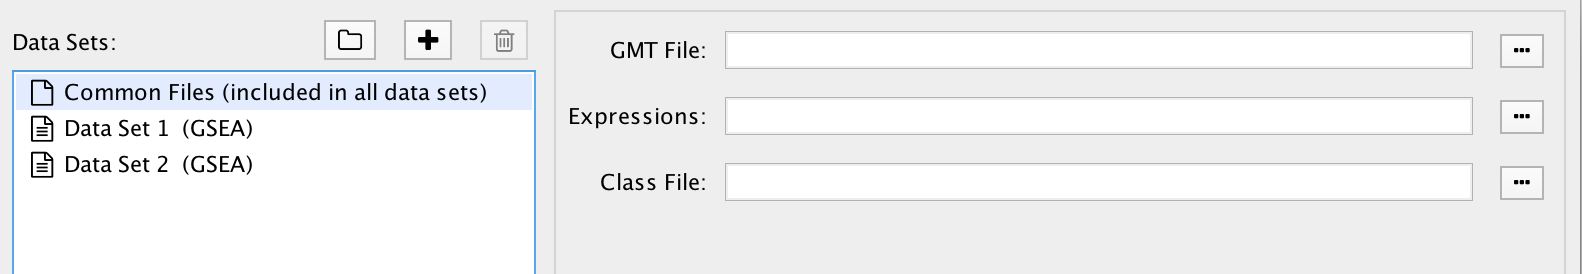 Data Sets:
Common Files (included in all data sets)
Data Set 1  (GSEA)
Data Set 2  (GSEA)
GMT File:
Expressions:
Class File: